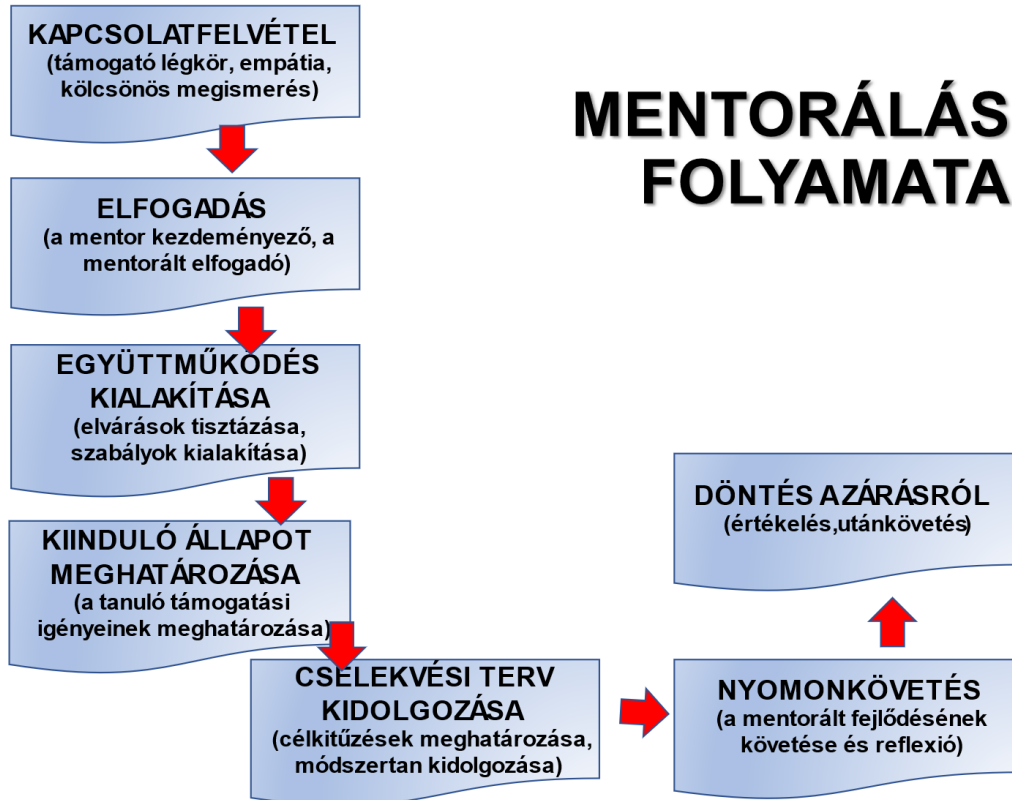 KAPCSOLATFELVÉTEL
(támogató légkör, empátia,
kölcsönös megismerés)
MENTORÁLÁS
FOLYAMATA
ELFOGADÁS
(a mentor kezdeményező, a
mentorált elfogadó)
EGYÜTTMŰKÖDÉS
KIALAKÍTÁSA
(elvárások tisztázása,
szabályok kialakítása)
KIINDULÓ ÁLLAPOT
MEGHATÁROZÁSA
(a tanuló támogatási
igényeinek meghatározása)
CSELEKVÉSI TERV
KIDOLGOZÁSA
(célkitűzések meghatározása,
módszertan kidolgozása)
NYOMONKÖVETÉS
(a mentorált fejlődésének
követése és reflexió)
DÖNTÉS A ZÁRÁSRÓL
(értékelés,utánkövetés)